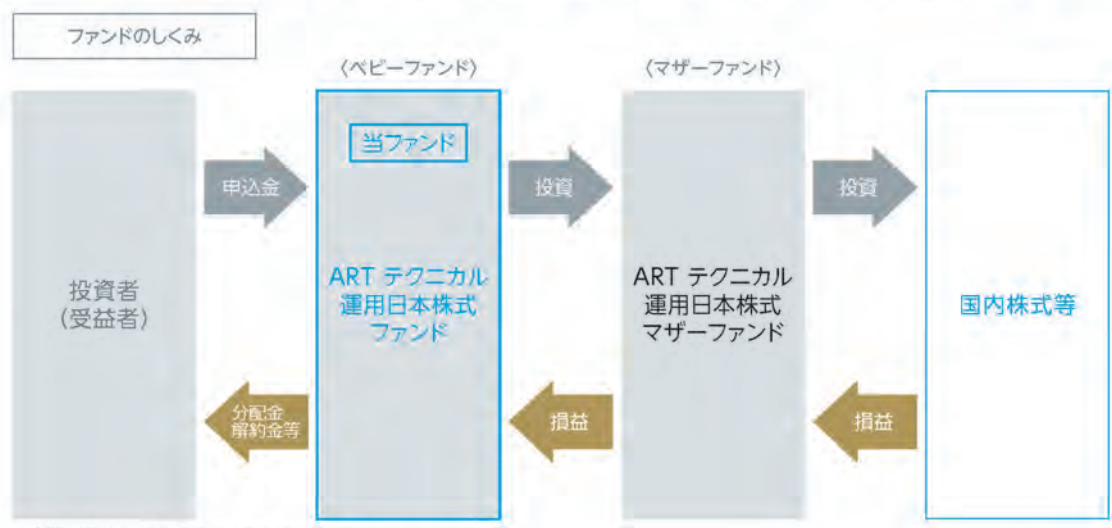 ファンドのしくみ
〈ベビーファンド〉
〈マザーファンド〉
当ファンド
申込金
投資
投資
投資者
(受益者)
ART テクニカル
運用日本株式
ファンド
ART テクニカル
運用日本株式
マザーファンド
国内株式等
分配金
解約金等
損益
損益